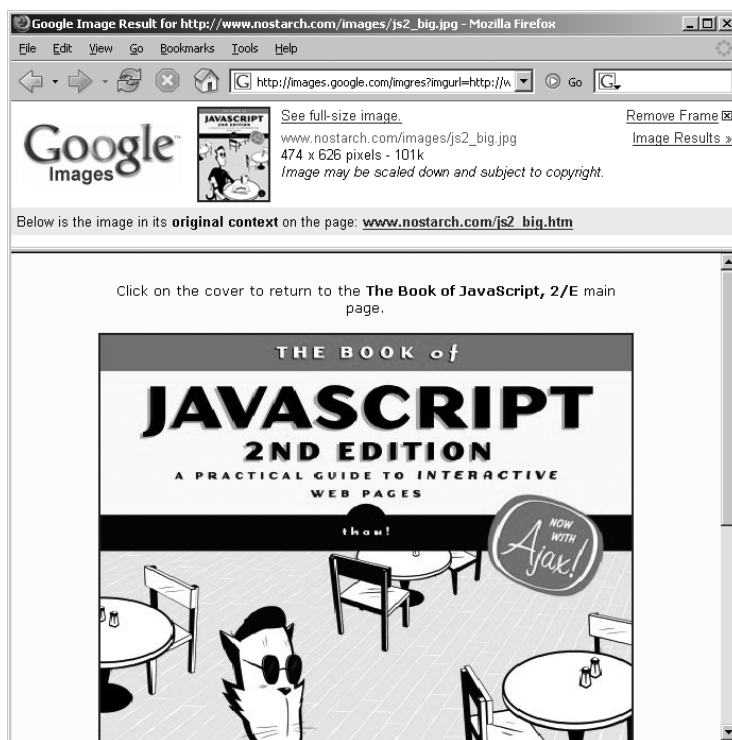 Google Image Result for http://www.nostarch.com/images/js2_big.jpg - Mozilla Firefox
File Edit View Go Bookmarks Tools Help
G http://images.google.com/imgres?imgurl=http://w Go G
Google™
Images
JAVASCRIPT
2ND EDITION
See full-size image.
www.nostarch.com/images/js2_big.jpg
474 x 626 pixels - 101k
Image may be scaled down and subject to copyright.
Remove Frame
Image Results »
Below is the image in its original context on the page: www.nostarch.com/js2_big.htm
Click on the cover to return to the The Book of JavaScript, 2/E main
page.
THE BOOK of
JAVASCRIPT
2ND EDITION
A PRACTICAL GUIDE TO INTERACTIVE
WEB PAGES
thau!
NOW
WITH
Ajax!